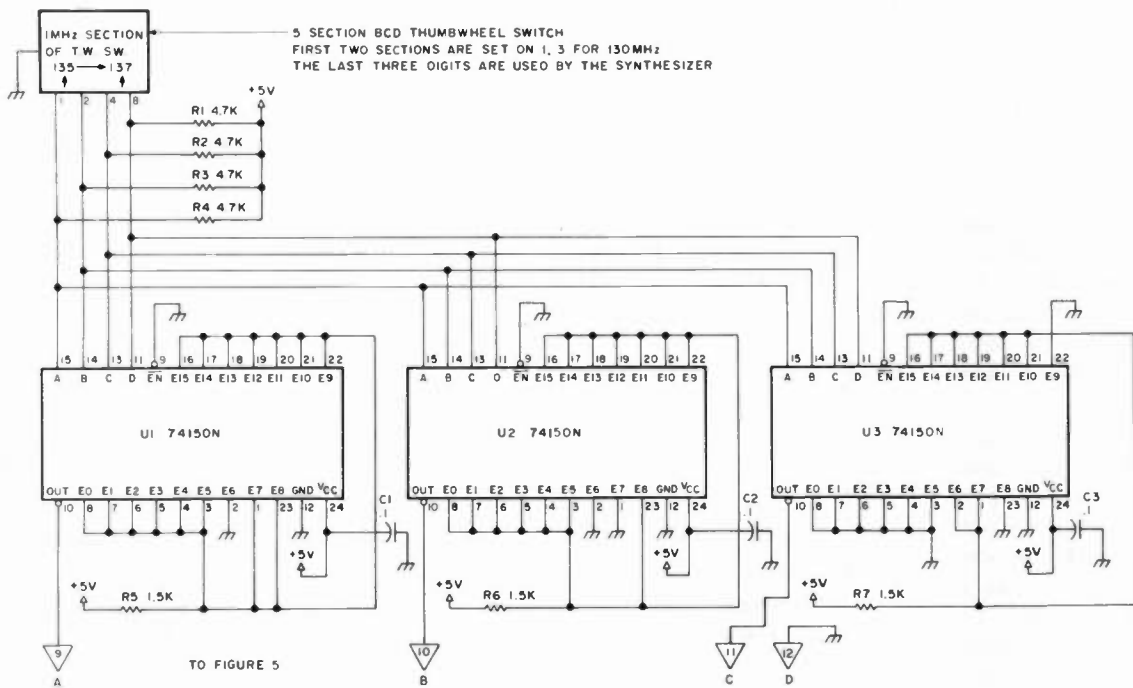 1MHz SECTION
OF T.W. SW.
135 → 137
1 2 4 8
5 SECTION BCD THUMBWHEEL SWITCH
FIRST TWO SECTIONS ARE SET ON 1, 3 FOR 130MHz
THE LAST THREE DIGITS ARE USED BY THE SYNTHESIZER
+5V
R1 4.7K
R2 4.7K
R3 4.7K
R4 4.7K
15 14 13 11 9 16 17 18 19 20 21 22
A B C D EN E15 E14 E13 E12 E11 E10 E9
U1 74150N
OUT E0 E1 E2 E3 E4 E5 E6 E7 E8 GND VCC
10 8 7 6 5 4 3 2 1 23 12 24
C1
.1
+5V
+5V
R5 1.5K
9
A
TO FIGURE 5
15 14 13 11 9 16 17 18 19 20 21 22
A B C D EN E15 E14 E13 E12 E11 E10 E9
U2 74150N
OUT E0 E1 E2 E3 E4 E5 E6 E7 E8 GND VCC
10 8 7 6 5 4 3 2 1 23 12 24
C2
.1
+5V
+5V
R6 1.5K
10
B
15 14 13 11 9 16 17 18 19 20 21 22
A B C D EN E15 E14 E13 E12 E11 E10 E9
U3 74150N
OUT E0 E1 E2 E3 E4 E5 E6 E7 E8 GND VCC
10 8 7 6 5 4 3 2 1 23 12 24
C3
.1
+5V
+5V
R7 1.5K
11
C
12
D